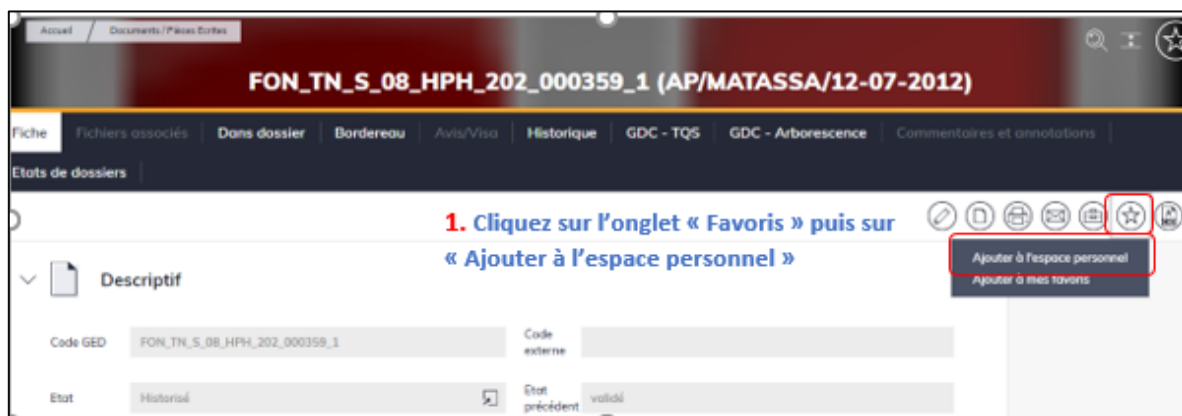 Accueil / Documents / Pièces Ecrites
FON_TN_S_08_HPH_202_000359_1 (AP/MATASSA/12-07-2012)
Fiche Fichiers associés Dans dossier Bordereau Avis/Visa Historique GDC - TQS GDC - Arborescence Commentaires et annotations
Etats de dossiers
1. Cliquez sur l’onglet « Favoris » puis sur
« Ajouter à l’espace personnel »
Ajouter à l'espace personnel
Ajouter à mes favoris
Descriptif
Code GED FON_TN_S_08_HPH_202_000359_1 Code
externe
Etat Historisé Etat
précédent validé